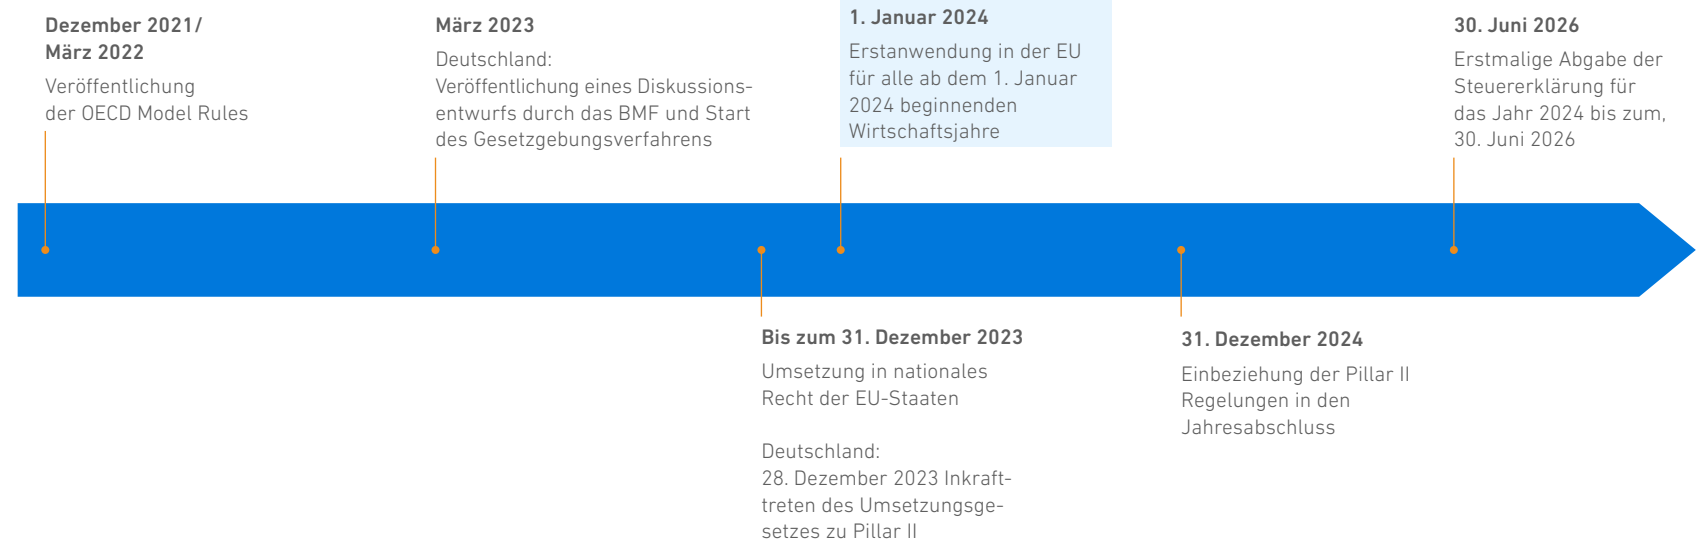 Dezember 2021/
März 2022
Veröffentlichung
der OECD Model Rules
März 2023
Deutschland:
Veröffentlichung eines Diskussions-
entwurfs durch das BMF und Start
des Gesetzgebungsverfahrens
1. Januar 2024
Erstanwendung in der EU
für alle ab dem 1. Januar
2024 beginnenden
Wirtschaftsjahre
30. Juni 2026
Erstmalige Abgabe der
Steuererklärung für
das Jahr 2024 bis zum,
30. Juni 2026
Bis zum 31. Dezember 2023
Umsetzung in nationales
Recht der EU-Staaten
Deutschland:
28. Dezember 2023 Inkraft-
treten des Umsetzungsge-
setzes zu Pillar II
31. Dezember 2024
Einbeziehung der Pillar II
Regelungen in den
Jahresabschluss